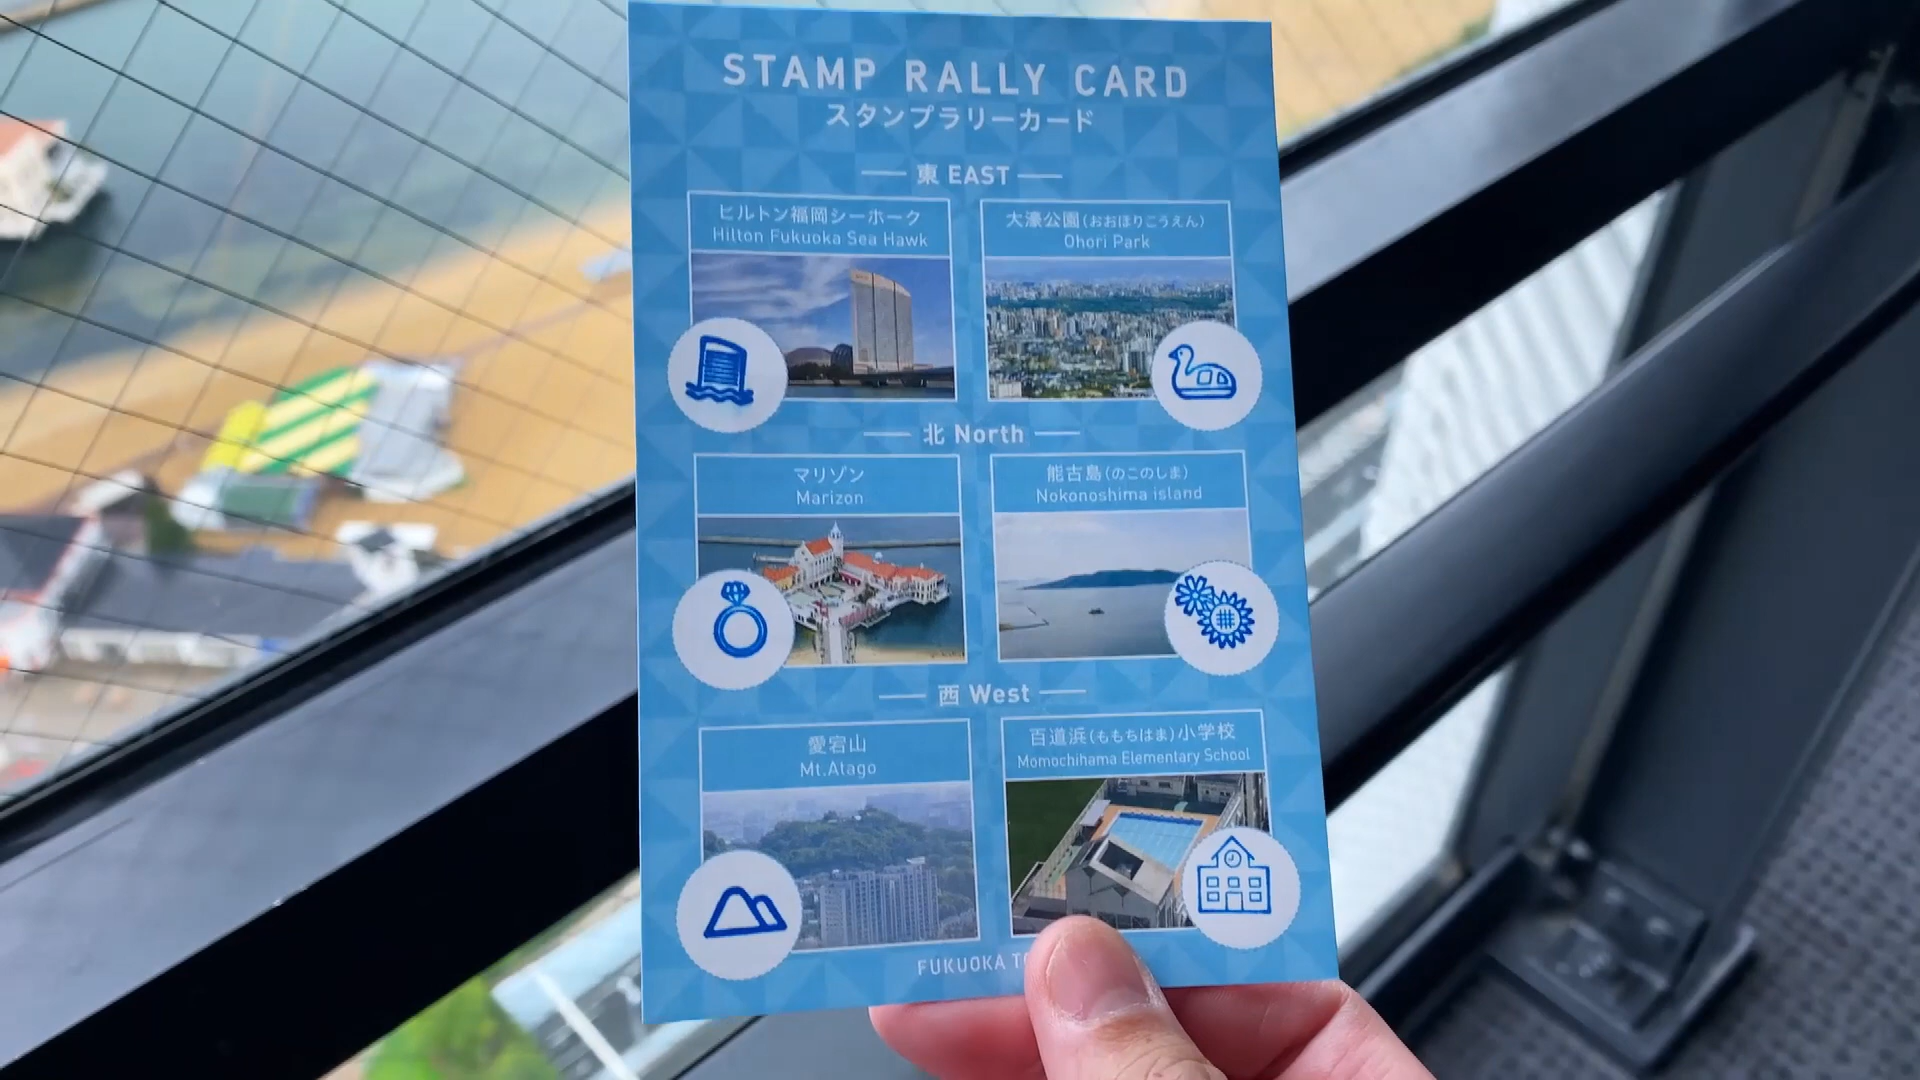 STAMP RALLY CARD
スタンプラリーカード
東 EAST
ヒルトン福岡シーホーク
Hilton Fukuoka Sea Hawk
大濠公園(おおほりこうえん)
Ohori Park
北 North
マリゾン
Marizon
能古島(のこのしま)
Nokonoshima island
西 West
愛宕山
Mt.Atago
百道浜(ももちはま)小学校
Momochihama Elementary School
FUKUOKA